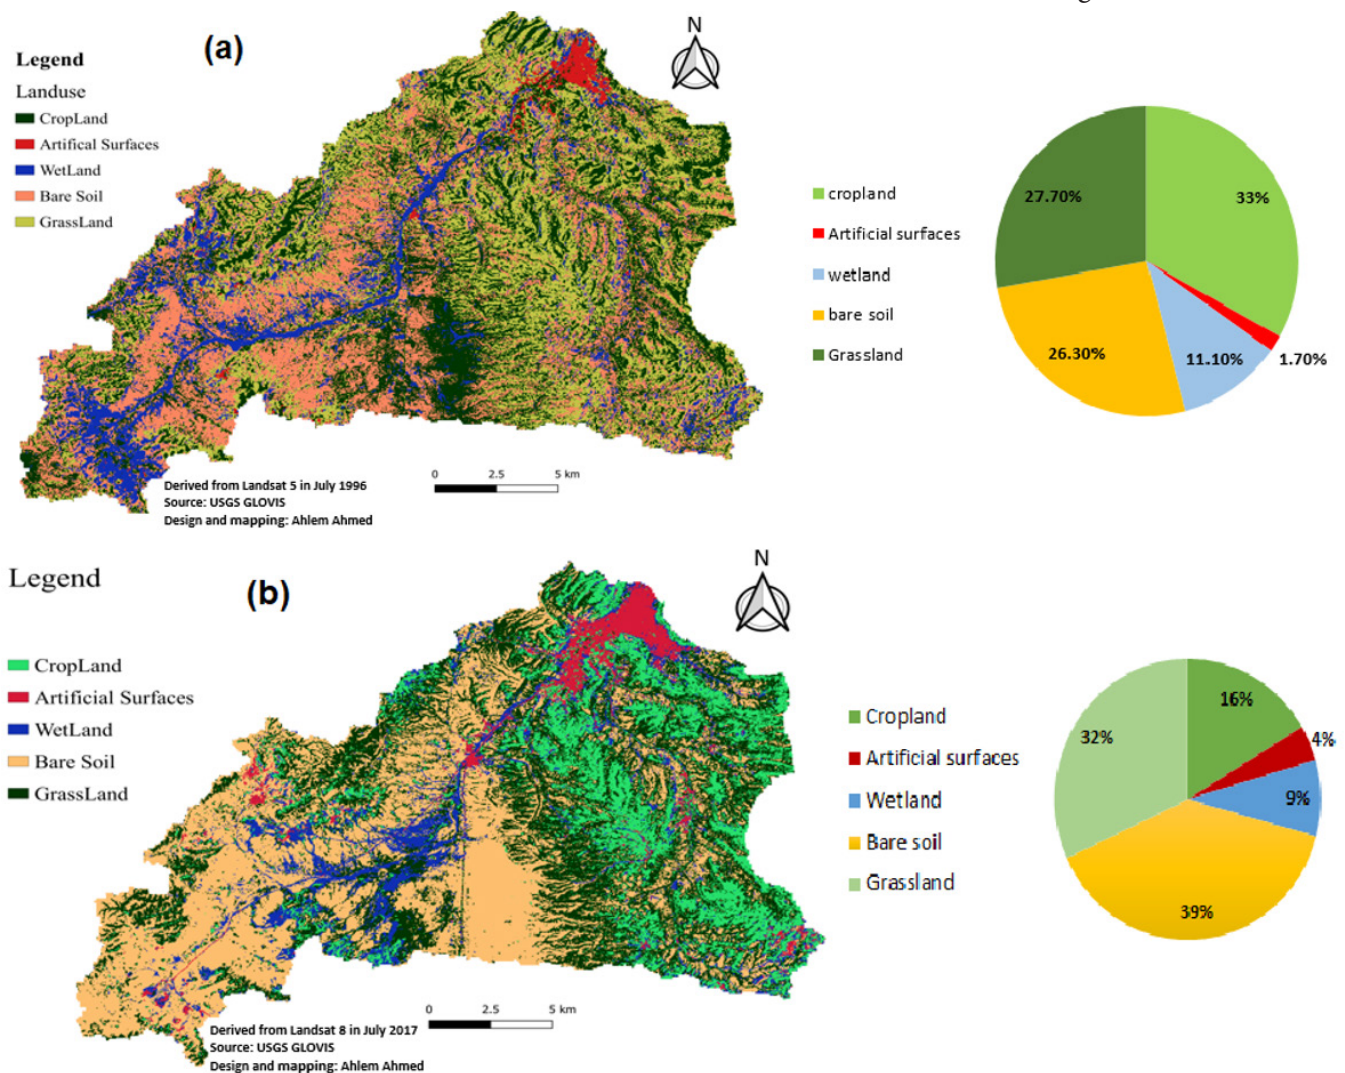 (a)
N
Legend
Landuse
CropLand
Artifical Surfaces
WetLand
Bare Soil
GrassLand
0 2.5 5 km
Derived from Landsat 5 in July 1996
Source: USGS GLOVIS
Design and mapping: Ahlem Ahmed
cropland
Artificial surfaces
wetland
bare soil
Grassland
27.70%
33%
26.30%
11.10%
1.70%
(b)
N
Legend
CropLand
Artificial Surfaces
WetLand
Bare Soil
GrassLand
0 2.5 5 km
Derived from Landsat 8 in July 2017
Source: USGS GLOVIS
Design and mapping: Ahlem Ahmed
Cropland
Artificial surfaces
Wetland
Bare soil
Grassland
16%
32%
4%
9%
39%